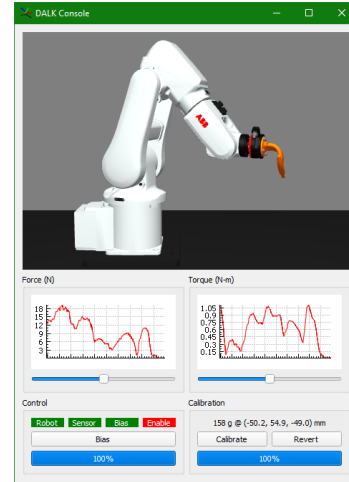 DALK Console
ABB
Force (N)
Torque (N-m)
18
15
12
9
6
3
1.05
0.9
0.75
0.6
0.45
0.3
0.15
Control
Calibration
Robot Sensor Bias Enable
158 g @ (-50.2, 54.9, -49.0) mm
Bias
Calibrate Revert
100%
100%